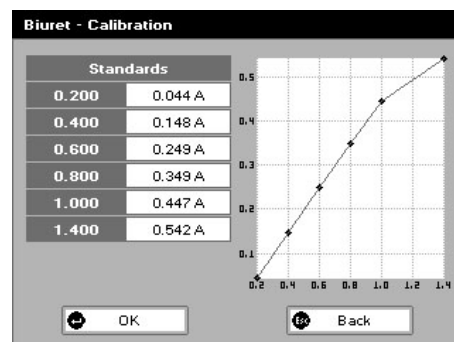 Biuret - Calibration
Standards
0.200 0.044 A
0.400 0.148 A
0.600 0.249 A
0.800 0.349 A
1.000 0.447 A
1.400 0.542 A
0.5
0.4
0.3
0.2
0.1
0.2 0.4 0.6 0.8 1.0 1.2 1.4
OK
Esc Back